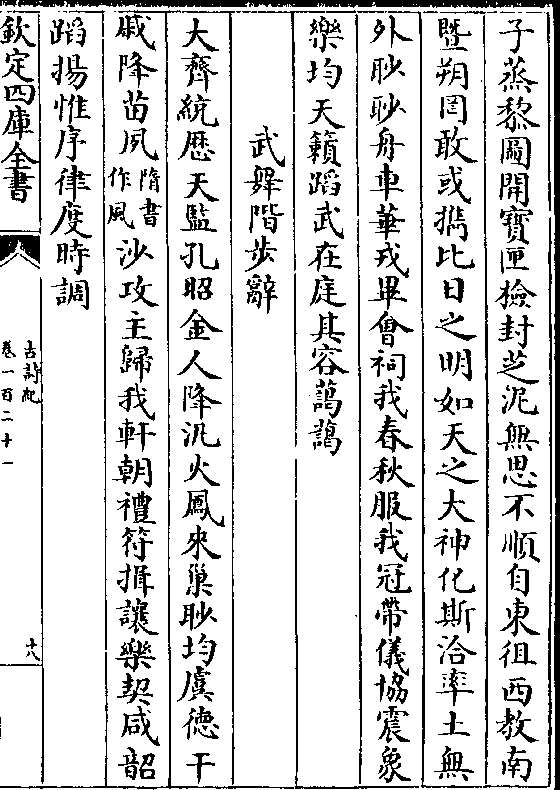 子蒸黎圖開寶匣檢封芝泥無思不順自東徂西教南
暨朔罔敢或擕比日之明如天之大神化斯洽率土無
外眇眇舟車華戎畢會祠我春秋服我冠帶儀協震象
樂均天籟蹈武在庭其容藹藹
武舞階步辭
大齊統歷天監孔昭金人降汎火鳳來巢眇均虞德干
戚降苗夙隋書作風沙攻主歸我軒朝禮符揖讓樂契咸韶
蹈揚惟序律度時調
欽定四庫全書
古詩紀
卷一百二十一
十八